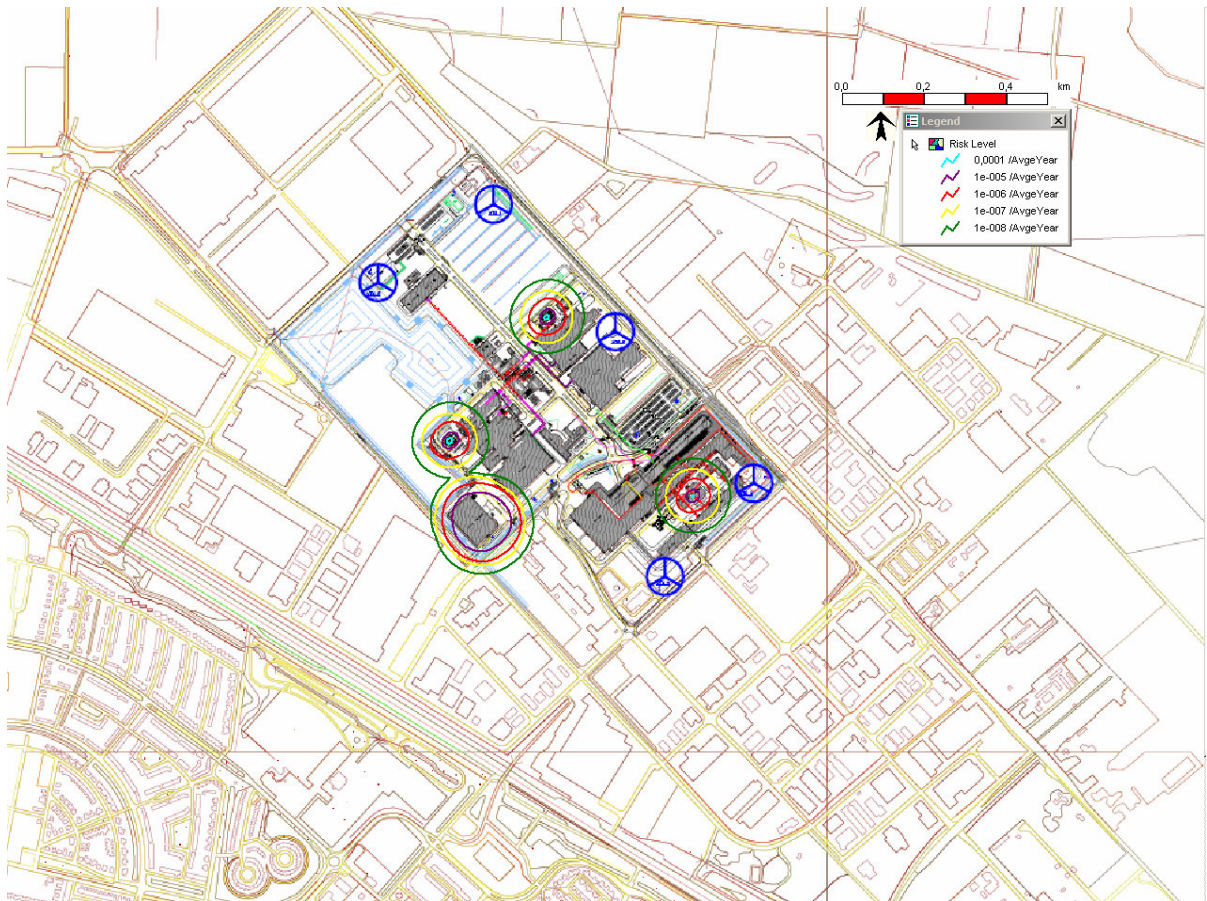 0,0 0,2 0,4 km
Legend
Risk Level
0,0001 /AvgeYear
1e-005 /AvgeYear
1e-006 /AvgeYear
1e-007 /AvgeYear
1e-008 /AvgeYear